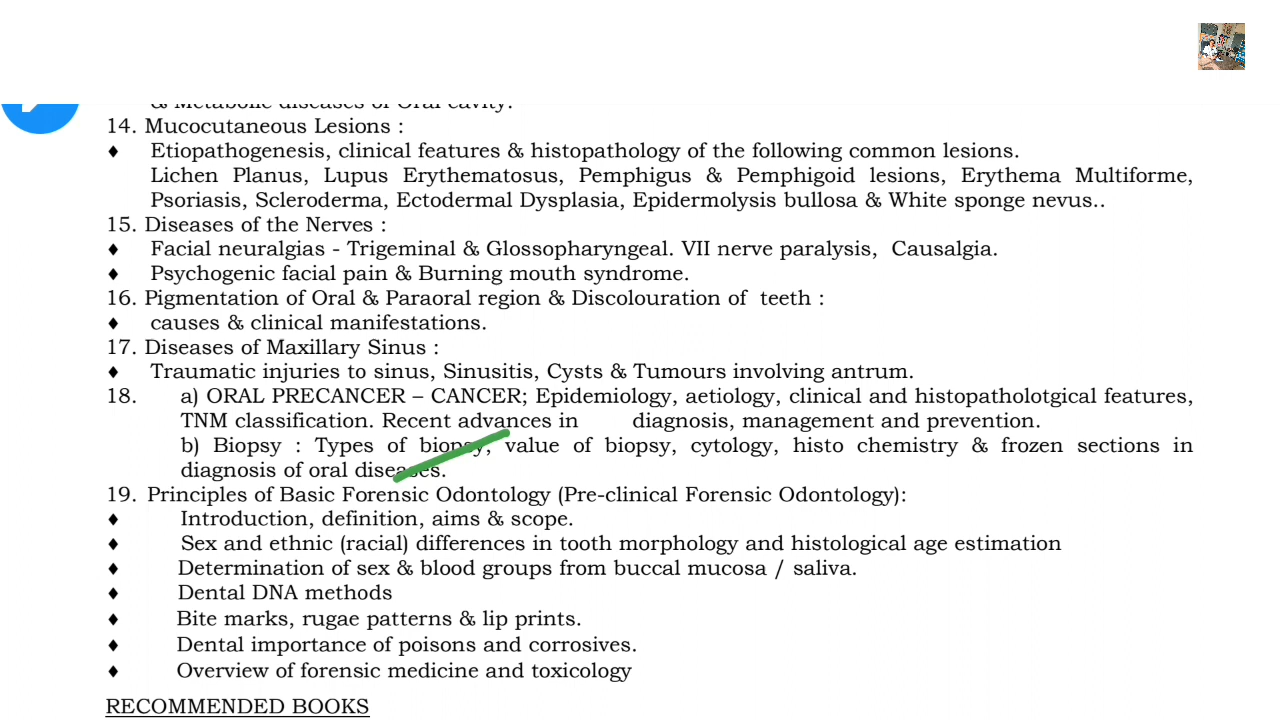 & Metabolic diseases of Oral cavity.
14. Mucocutaneous Lesions :
♦ Etiopathogenesis, clinical features & histopathology of the following common lesions.
Lichen Planus, Lupus Erythematosus, Pemphigus & Pemphigoid lesions, Erythema Multiforme,
Psoriasis, Scleroderma, Ectodermal Dysplasia, Epidermolysis bullosa & White sponge nevus..
15. Diseases of the Nerves :
♦ Facial neuralgias - Trigeminal & Glossopharyngeal. VII nerve paralysis, Causalgia.
♦ Psychogenic facial pain & Burning mouth syndrome.
16. Pigmentation of Oral & Paraoral region & Discolouration of teeth :
♦ causes & clinical manifestations.
17. Diseases of Maxillary Sinus :
♦ Traumatic injuries to sinus, Sinusitis, Cysts & Tumours involving antrum.
18. a) ORAL PRECANCER – CANCER; Epidemiology, aetiology, clinical and histopatholotgical features,
TNM classification. Recent advances in diagnosis, management and prevention.
b) Biopsy : Types of biopsy, value of biopsy, cytology, histo chemistry & frozen sections in
diagnosis of oral diseases.
19. Principles of Basic Forensic Odontology (Pre-clinical Forensic Odontology):
♦ Introduction, definition, aims & scope.
♦ Sex and ethnic (racial) differences in tooth morphology and histological age estimation
♦ Determination of sex & blood groups from buccal mucosa / saliva.
♦ Dental DNA methods
♦ Bite marks, rugae patterns & lip prints.
♦ Dental importance of poisons and corrosives.
♦ Overview of forensic medicine and toxicology
RECOMMENDED BOOKS